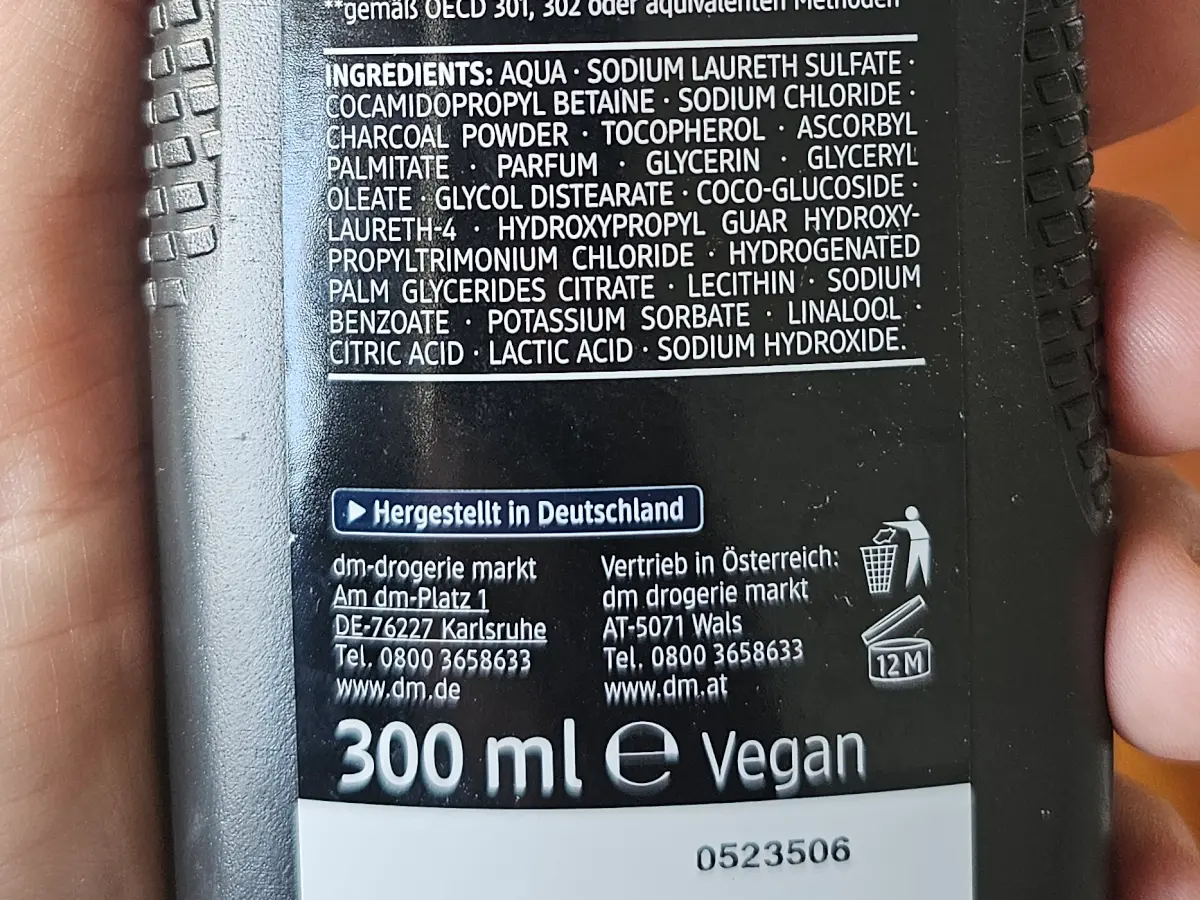 **gemäß OECD 301, 302 oder äquivalenten Methoden
INGREDIENTS: AQUA · SODIUM LAURETH SULFATE ·
COCAMIDOPROPYL BETAINE · SODIUM CHLORIDE ·
CHARCOAL POWDER · TOCOPHEROL · ASCORBYL
PALMITATE · PARFUM · GLYCERIN · GLYCERYL
OLEATE · GLYCOL DISTEARATE · COCO-GLUCOSIDE ·
LAURETH-4 · HYDROXYPROPYL GUAR HYDROXY-
PROPYLTRIMONIUM CHLORIDE · HYDROGENATED
PALM GLYCERIDES CITRATE · LECITHIN · SODIUM
BENZOATE · POTASSIUM SORBATE · LINALOOL ·
CITRIC ACID · LACTIC ACID · SODIUM HYDROXIDE.
Hergestellt in Deutschland
dm-drogerie markt
Am dm-Platz 1
DE-76227 Karlsruhe
Tel. 0800 3658633
www.dm.de
Vertrieb in Österreich:
dm drogerie markt
AT-5071 Wals
Tel. 0800 3658633
www.dm.at
12 M
300 ml ℮ Vegan
0523506